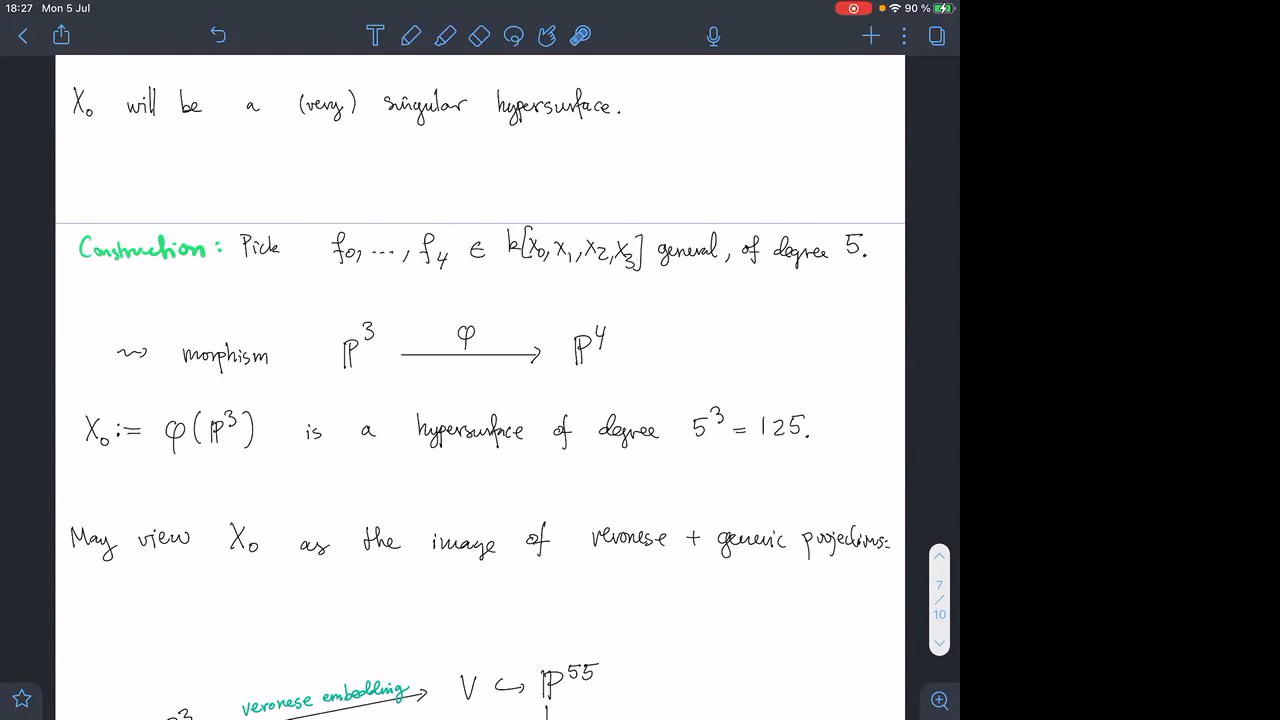 18:27 Mon 5 Jul
90 %
X₀ will be a (very) singular hypersurface.
Construction: Pick f₀, ..., f₄ ∈ k[x₀, x₁, x₂, x₃] general, of degree 5.
⇝ morphism ℙ³ → ℙ⁴
φ
X₀ := φ(ℙ³) is a hypersurface of degree 5³ = 125.
May view X₀ as the image of veronese + generic projections:
veronese embedding V ↪ ℙ⁵⁵
7
/
10